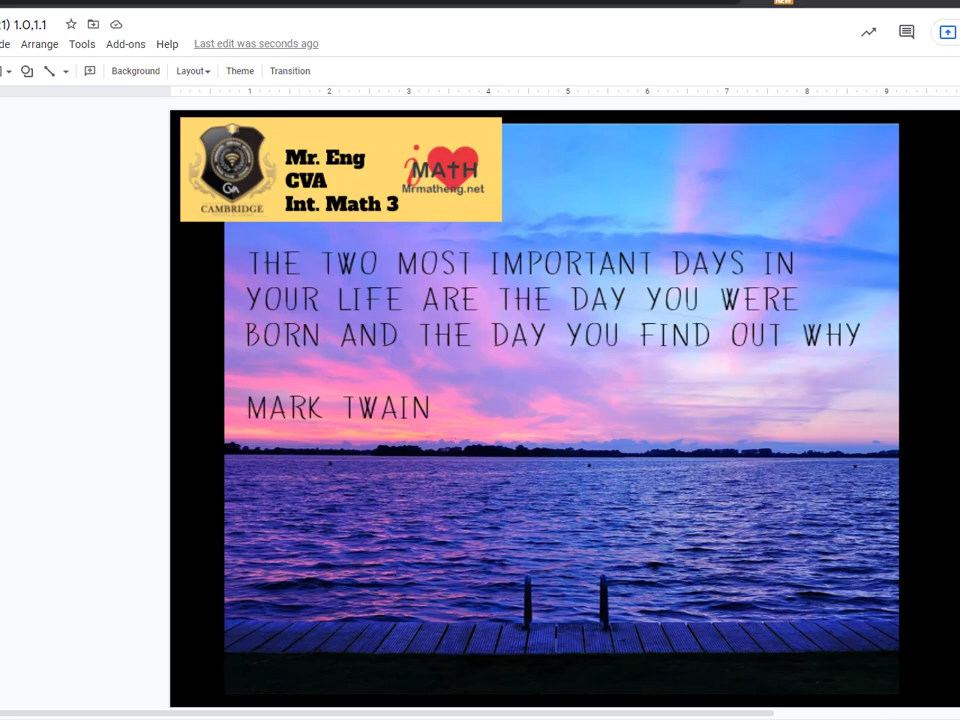 1) 1.0,1.1
de Arrange Tools Add-ons Help Last edit was seconds ago
Background Layout Theme Transition
1 2 3 4 5 6 7 8 9
Mr. Eng
CVA
Int. Math 3
CVA
CAMBRIDGE
i MATH
Mrmatheng.net
THE TWO MOST IMPORTANT DAYS IN
YOUR LIFE ARE THE DAY YOU WERE
BORN AND THE DAY YOU FIND OUT WHY
MARK TWAIN